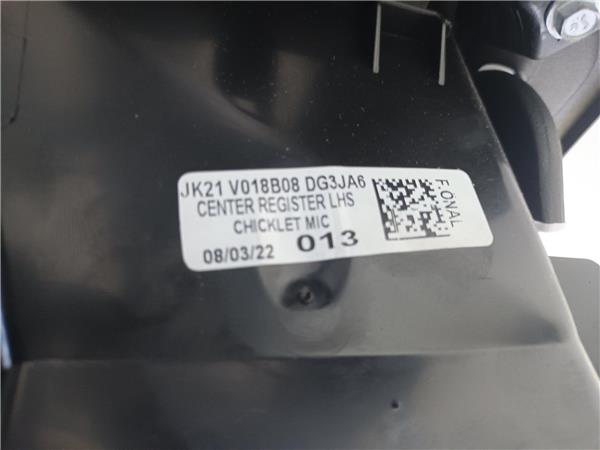 JK21 V018B08 DG3JA6
CENTER REGISTER LHS
CHICKLET MIC
08/03/22 013
F.ONAL